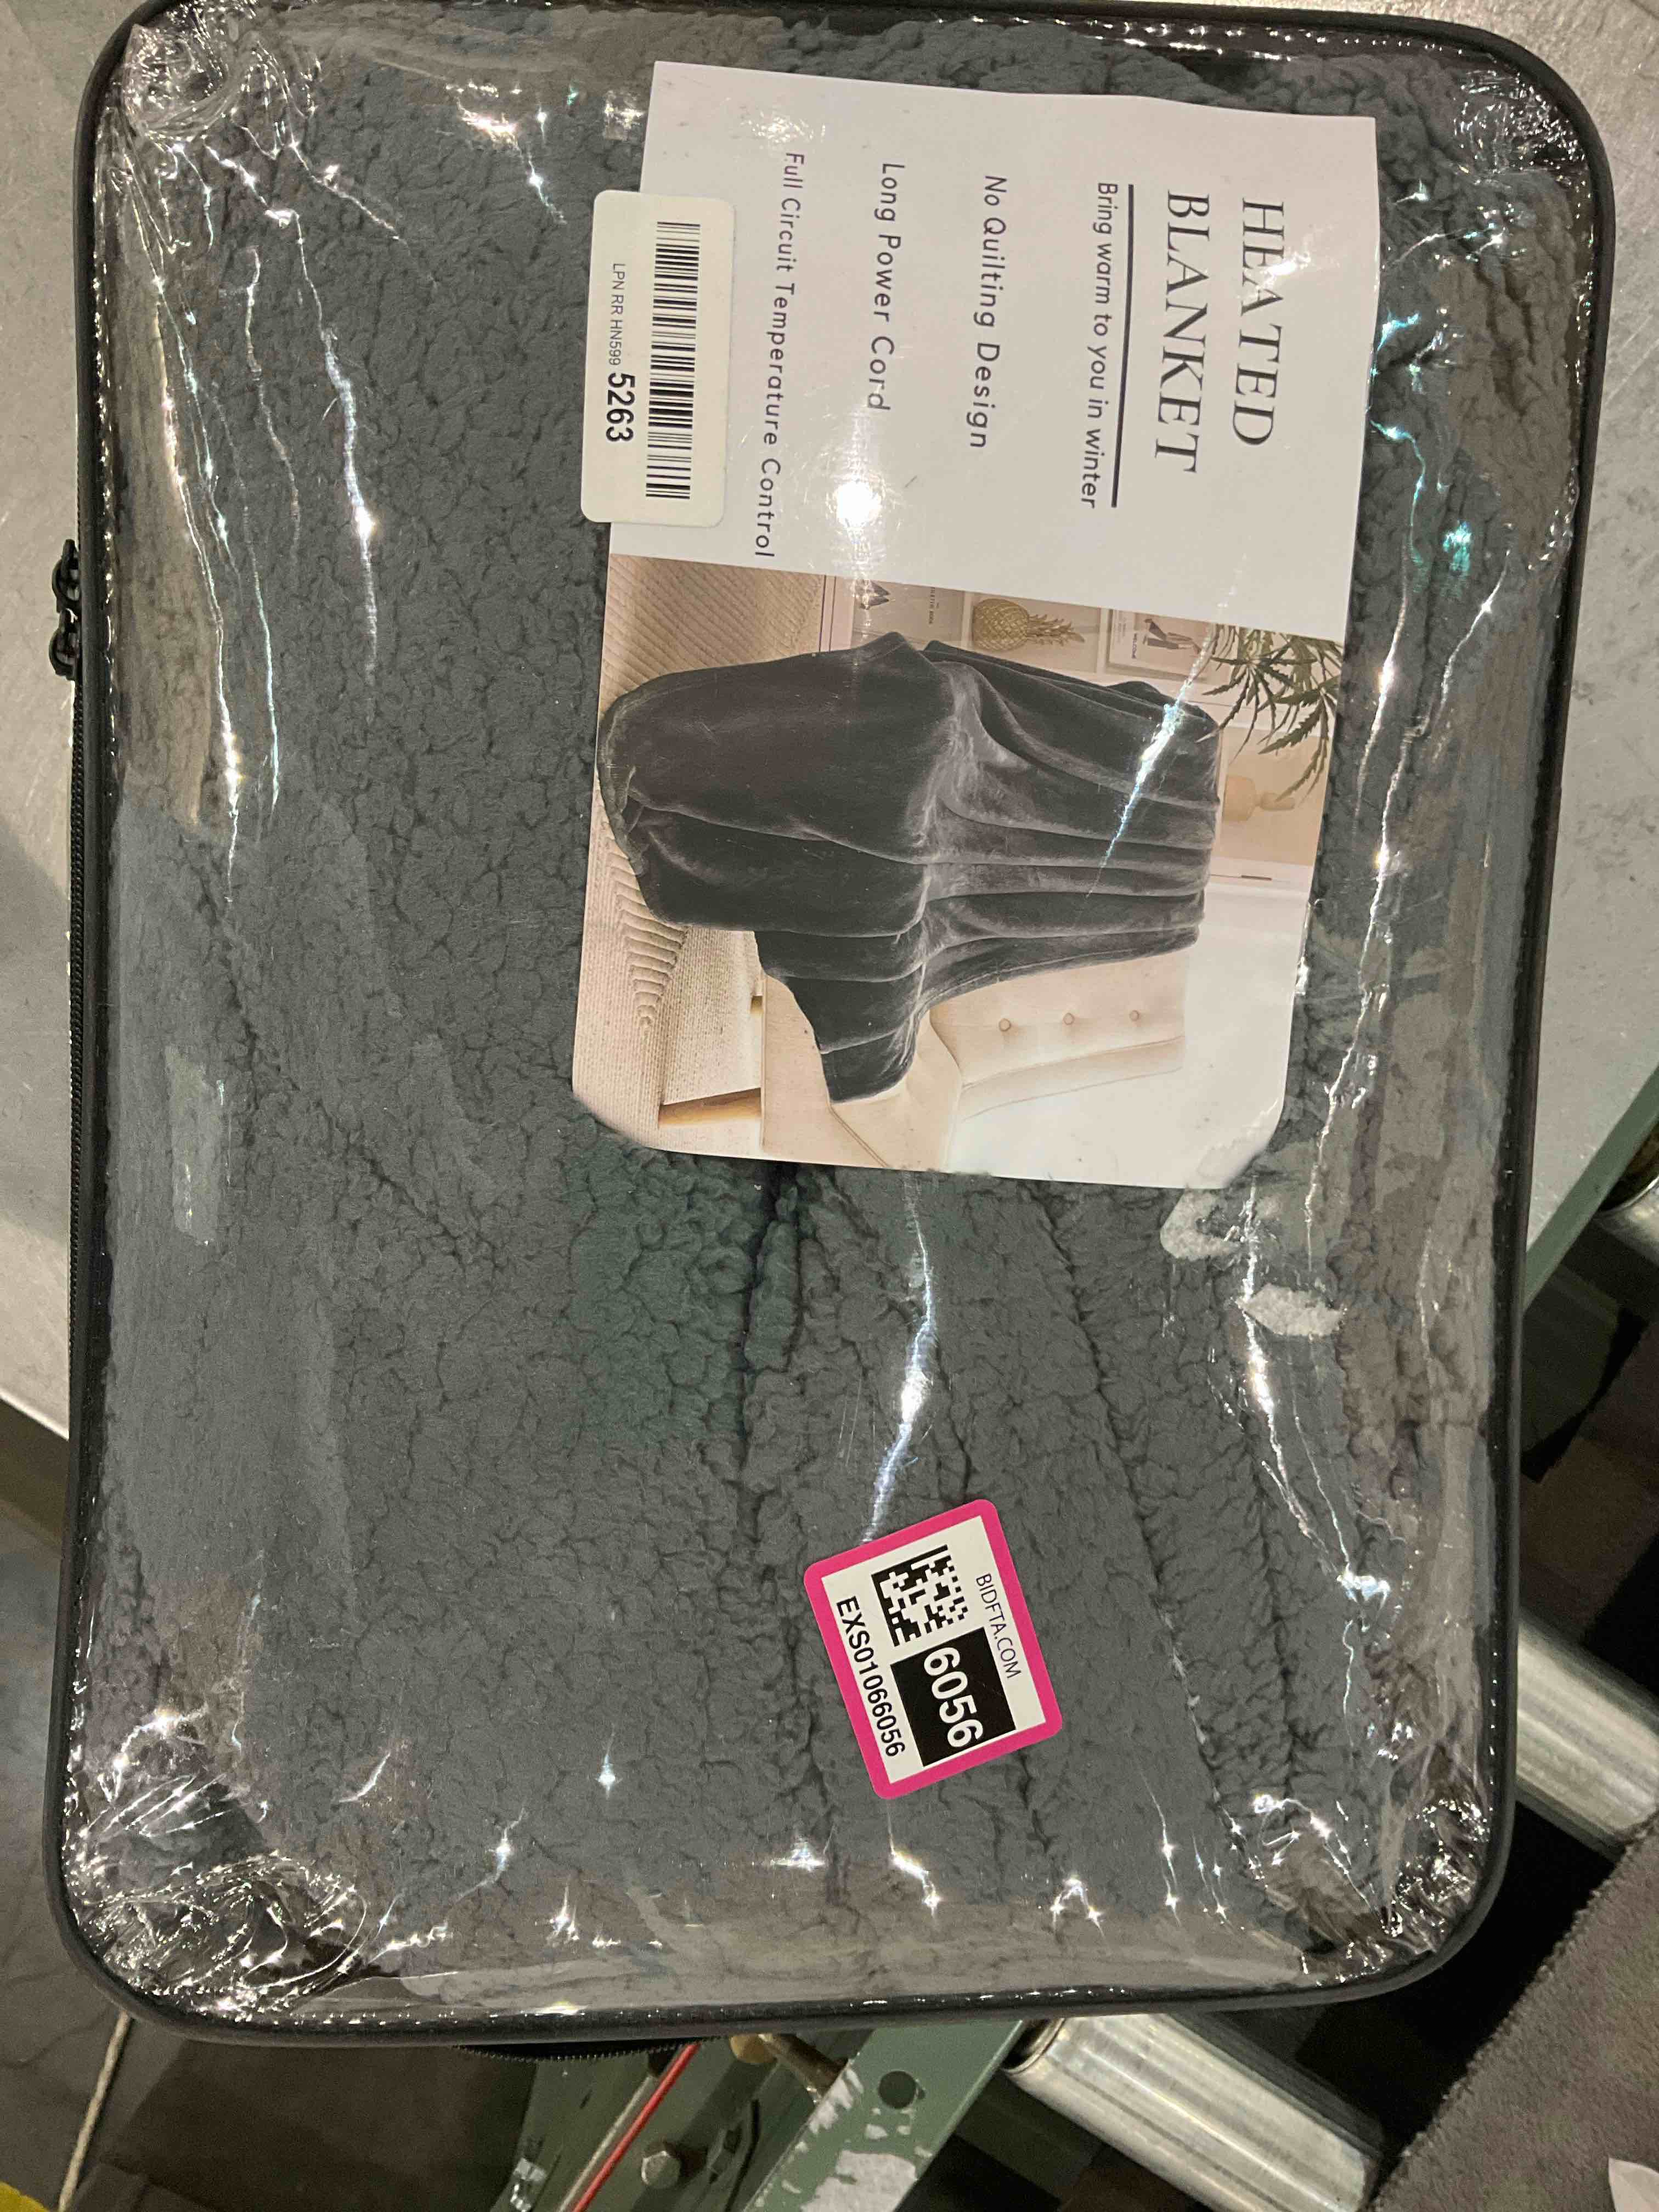 HEATED
BLANKET
Bring warm to you in winter
No Quilting Design
Long Power Cord
Full Circuit Temperature Control
LPN RR HN599 5263
BIDFTA.COM
6056
EXS01066056